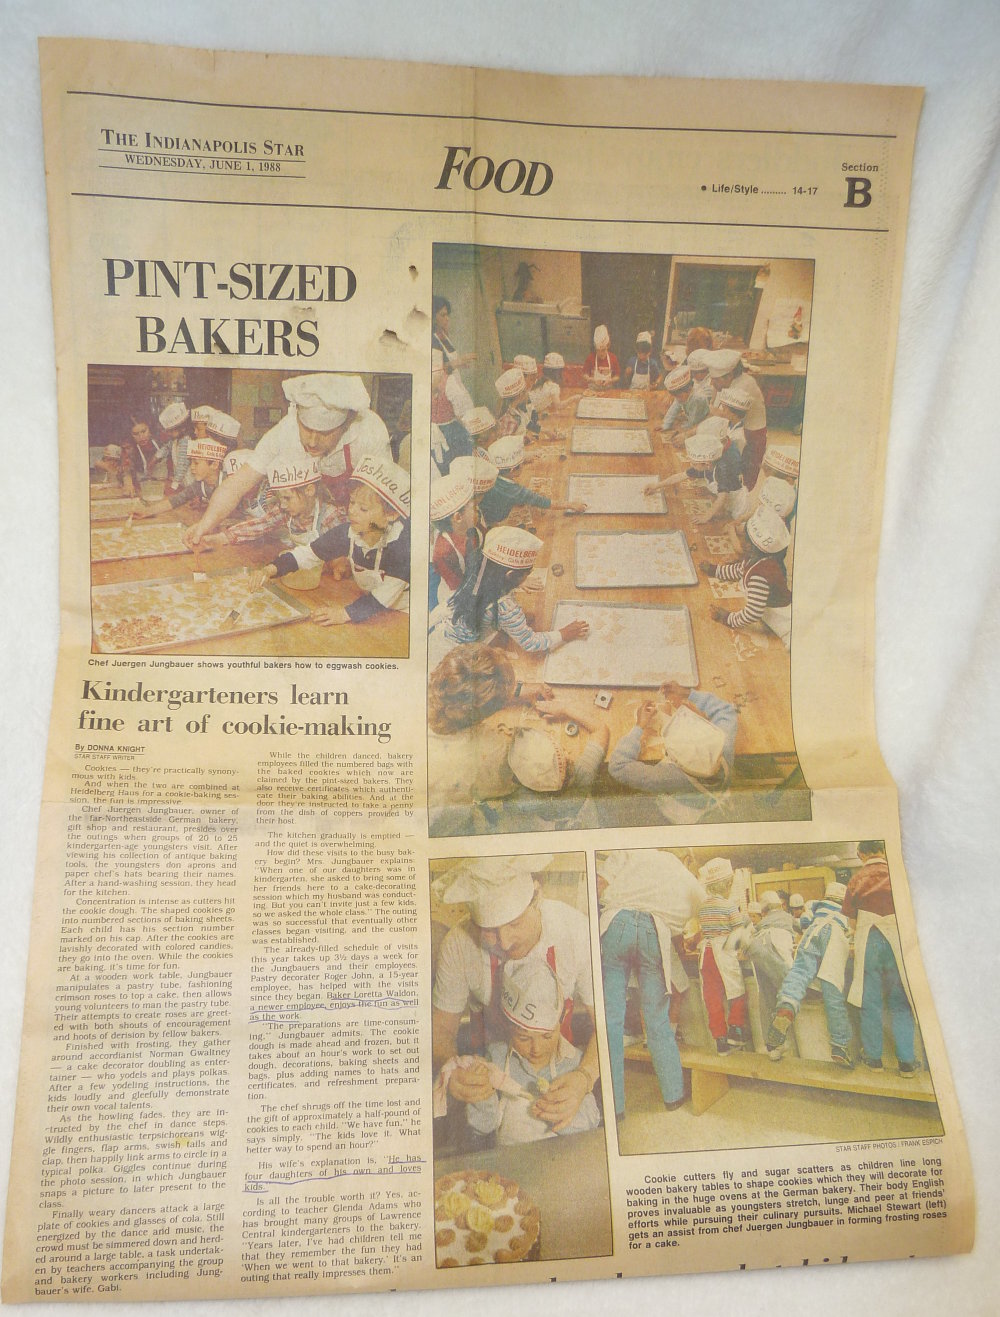 THE INDIANAPOLIS STAR
WEDNESDAY, JUNE 1, 1988
FOOD
• Life/Style ......... 14-17
Section
B
PINT-SIZED
BAKERS
Ashley
Joshua W
HEIDELBERG
HEIDELBERG
Chef Juergen Jungbauer shows youthful bakers how to eggwash cookies.
Kindergarteners learn
fine art of cookie-making
By DONNA KNIGHT
STAR STAFF WRITER
Cookies — they're practically synony-
mous with kids.
And when the two are combined at
Heidelberg Haus for a cookie-baking ses-
sion, the fun is impressive.
Chef Juergen Jungbauer, owner of
the far-Northeastside German bakery,
gift shop and restaurant, presides over
the outings when groups of 20 to 25
kindergarten-age youngsters visit. After
viewing his collection of antique baking
tools, the youngsters don aprons and
paper chef's hats bearing their names.
After a hand-washing session, they head
for the kitchen.
Concentration is intense as cutters hit
the cookie dough. The shaped cookies go
into numbered sections of baking sheets.
Each child has his section number
marked on his cap. After the cookies are
lavishly decorated with colored candies,
they go into the oven. While the cookies
are baking, it's time for fun.
At a wooden work table, Jungbauer
manipulates a pastry tube, fashioning
crimson roses to top a cake, then allows
young volunteers to man the pastry tube.
Their attempts to create roses are greet-
ed with both shouts of encouragement
and hoots of derision by fellow bakers.
Finished with frosting, they gather
around accordianist Norman Gwaltney
— a cake decorator doubling as enter-
tainer — who yodels and plays polkas.
After a few yodeling instructions, the
kids loudly and gleefully demonstrate
their own vocal talents.
As the howling fades, they are in-
structed by the chef in dance steps.
Wildly enthusiastic terpsichoreans wig-
gle fingers, flap arms, swish tails and
clap, then happily link arms to circle in a
typical polka. Giggles continue during
the photo session, in which Jungbauer
snaps a picture to later present to the
class.
Finally weary dancers attack a large
plate of cookies and glasses of cola. Still
energized by the dance and music, the
crowd must be simmered down and herd-
ed around a large table, a task undertak-
en by teachers accompanying the group
and bakery workers including Jung-
bauer's wife, Gabi.
While the children danced, bakery
employees filled the numbered bags with
the baked cookies which now are
claimed by the pint-sized bakers. They
also receive certificates which authenti-
cate their baking abilities. And at the
door they're instructed to take a penny
from the dish of coppers provided by
their host.
The kitchen gradually is emptied —
and the quiet is overwhelming.
How did these visits to the busy bak-
ery begin? Mrs. Jungbauer explains:
"When one of our daughters was in
kindergarten, she asked to bring some of
her friends here to a cake-decorating
session which my husband was conduct-
ing. But you can't invite just a few kids,
so we asked the whole class." The outing
was so successful that eventually other
classes began visiting, and the custom
was established.
The already-filled schedule of visits
this year takes up 3½ days a week for
the Jungbauers and their employees.
Pastry decorator Roger John, a 15-year
employee, has helped with the visits
since they began. Baker Loretta Waldon,
a newer employee, enjoys the fun as well
as the work.
"The preparations are time-consum-
ing," Jungbauer admits. The cookie
dough is made ahead and frozen, but it
takes about an hour's work to set out
dough, decorations, baking sheets and
bags, plus adding names to hats and
certificates, and refreshment prepara-
tion.
The chef shrugs off the time lost and
the gift of approximately a half-pound of
cookies to each child. "We have fun," he
says simply. "The kids love it. What
better way to spend an hour?"
His wife's explanation is, "He has
four daughters of his own and loves
kids."
Is all the trouble worth it? Yes, ac-
cording to teacher Glenda Adams who
has brought many groups of Lawrence
Central kindergarteners to the bakery.
"Years later, I've had children tell me
that they remember the fun they had
'When we went to that bakery.' It's an
outing that really impresses them."
STAR STAFF PHOTOS / FRANK ESPICH
Cookie cutters fly and sugar scatters as children line long
wooden bakery tables to shape cookies which they will decorate for
baking in the huge ovens at the German bakery. Their body English
proves invaluable as youngsters stretch, lunge and peer at friends'
efforts while pursuing their culinary pursuits. Michael Stewart (left)
gets an assist from chef Juergen Jungbauer in forming frosting roses
for a cake.